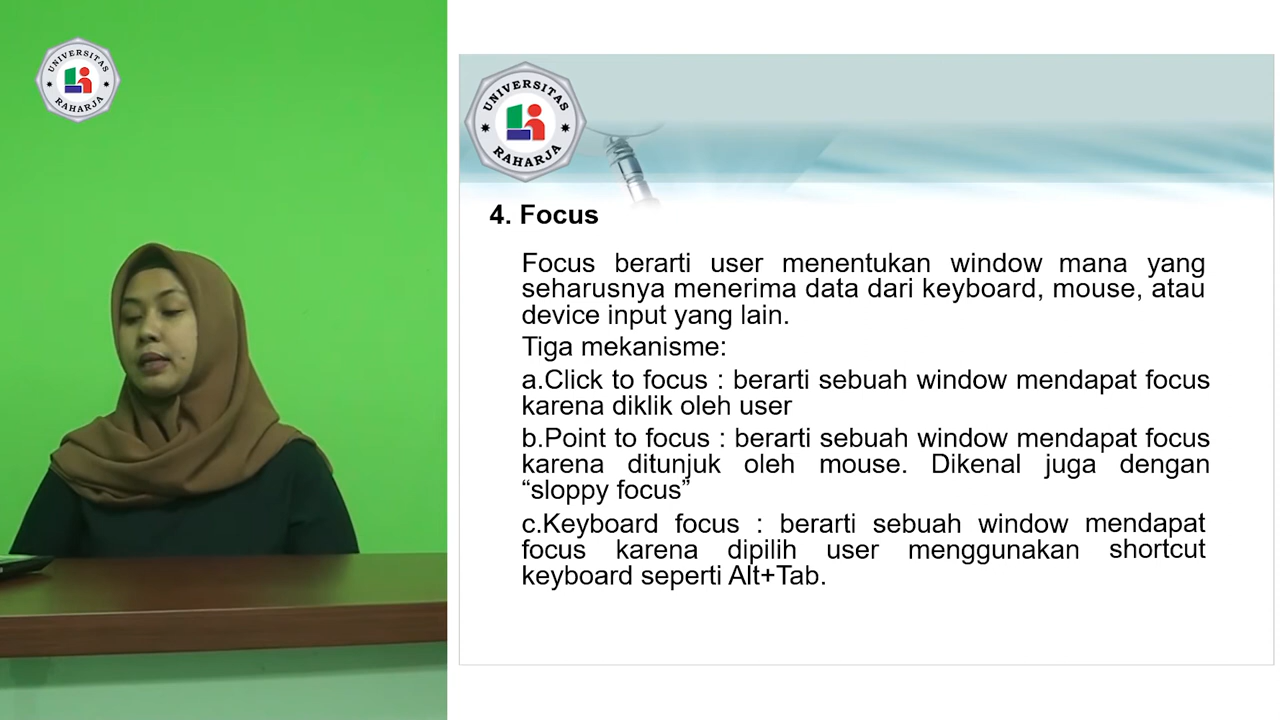 UNIVERSITAS
RAHARJA
UNIVERSITAS
RAHARJA
4. Focus
Focus berarti user menentukan window mana yang
seharusnya menerima data dari keyboard, mouse, atau
device input yang lain.
Tiga mekanisme:
a.Click to focus : berarti sebuah window mendapat focus
karena diklik oleh user
b.Point to focus : berarti sebuah window mendapat focus
karena ditunjuk oleh mouse. Dikenal juga dengan
“sloppy focus”
c.Keyboard focus : berarti sebuah window mendapat
focus karena dipilih user menggunakan shortcut
keyboard seperti Alt+Tab.